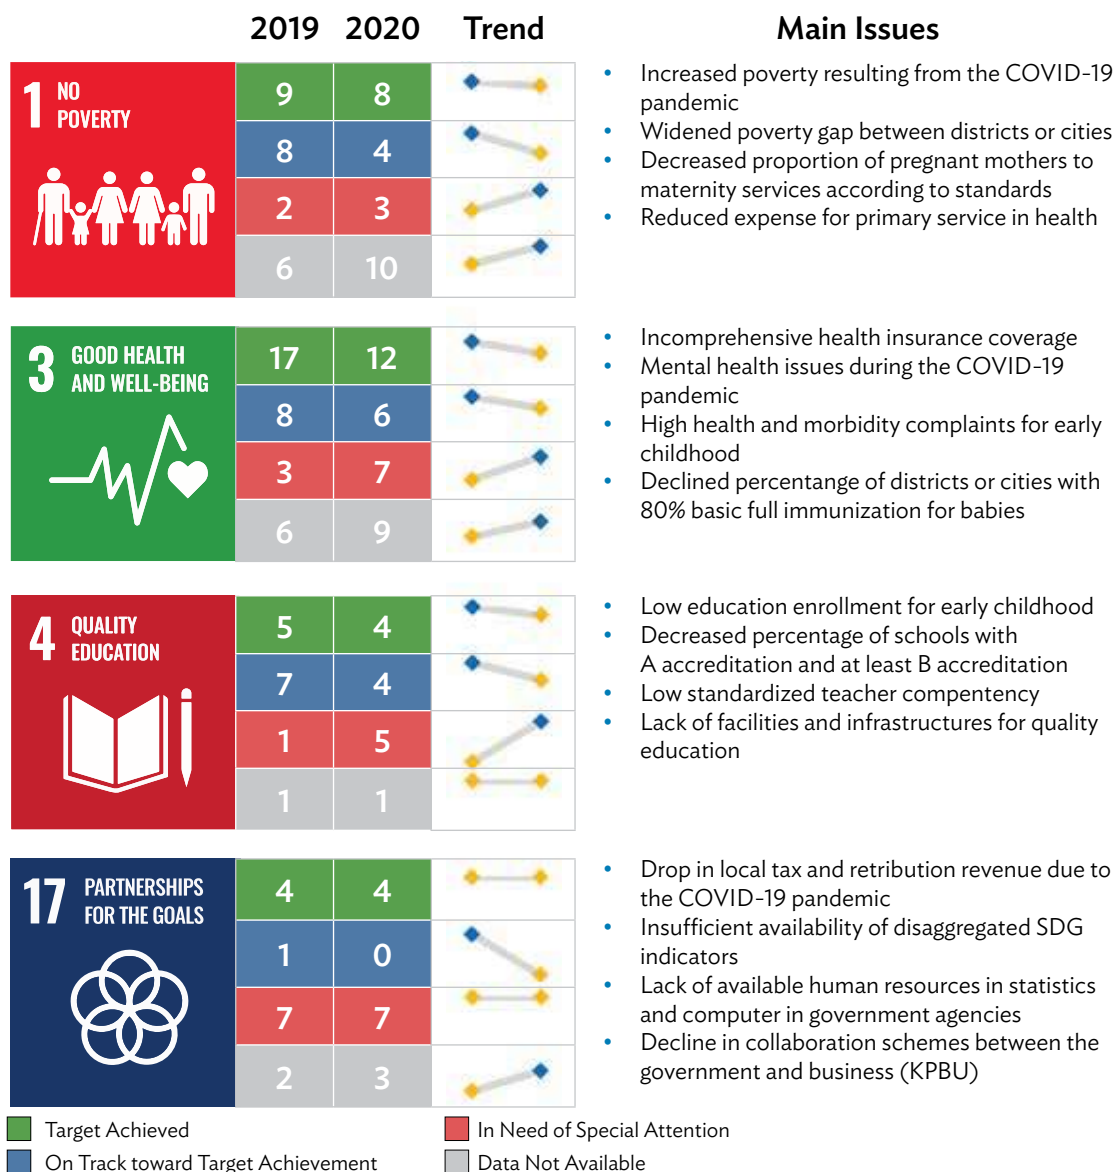 2019 2020 Trend Main Issues
1 NO
POVERTY
9 8
8 4
2 3
6 10
• Increased poverty resulting from the COVID-19
pandemic
• Widened poverty gap between districts or cities
• Decreased proportion of pregnant mothers to
maternity services according to standards
• Reduced expense for primary service in health
3 GOOD HEALTH
AND WELL-BEING
17 12
8 6
3 7
6 9
• Incomprehensive health insurance coverage
• Mental health issues during the COVID-19
pandemic
• High health and morbidity complaints for early
childhood
• Declined percentange of districts or cities with
80% basic full immunization for babies
4 QUALITY
EDUCATION
5 4
7 4
1 5
1 1
• Low education enrollment for early childhood
• Decreased percentage of schools with
A accreditation and at least B accreditation
• Low standardized teacher compentency
• Lack of facilities and infrastructures for quality
education
17 PARTNERSHIPS
FOR THE GOALS
4 4
1 0
7 7
2 3
• Drop in local tax and retribution revenue due to
the COVID-19 pandemic
• Insufficient availability of disaggregated SDG
indicators
• Lack of available human resources in statistics
and computer in government agencies
• Decline in collaboration schemes between the
government and business (KPBU)
Target Achieved
In Need of Special Attention
On Track toward Target Achievement
Data Not Available